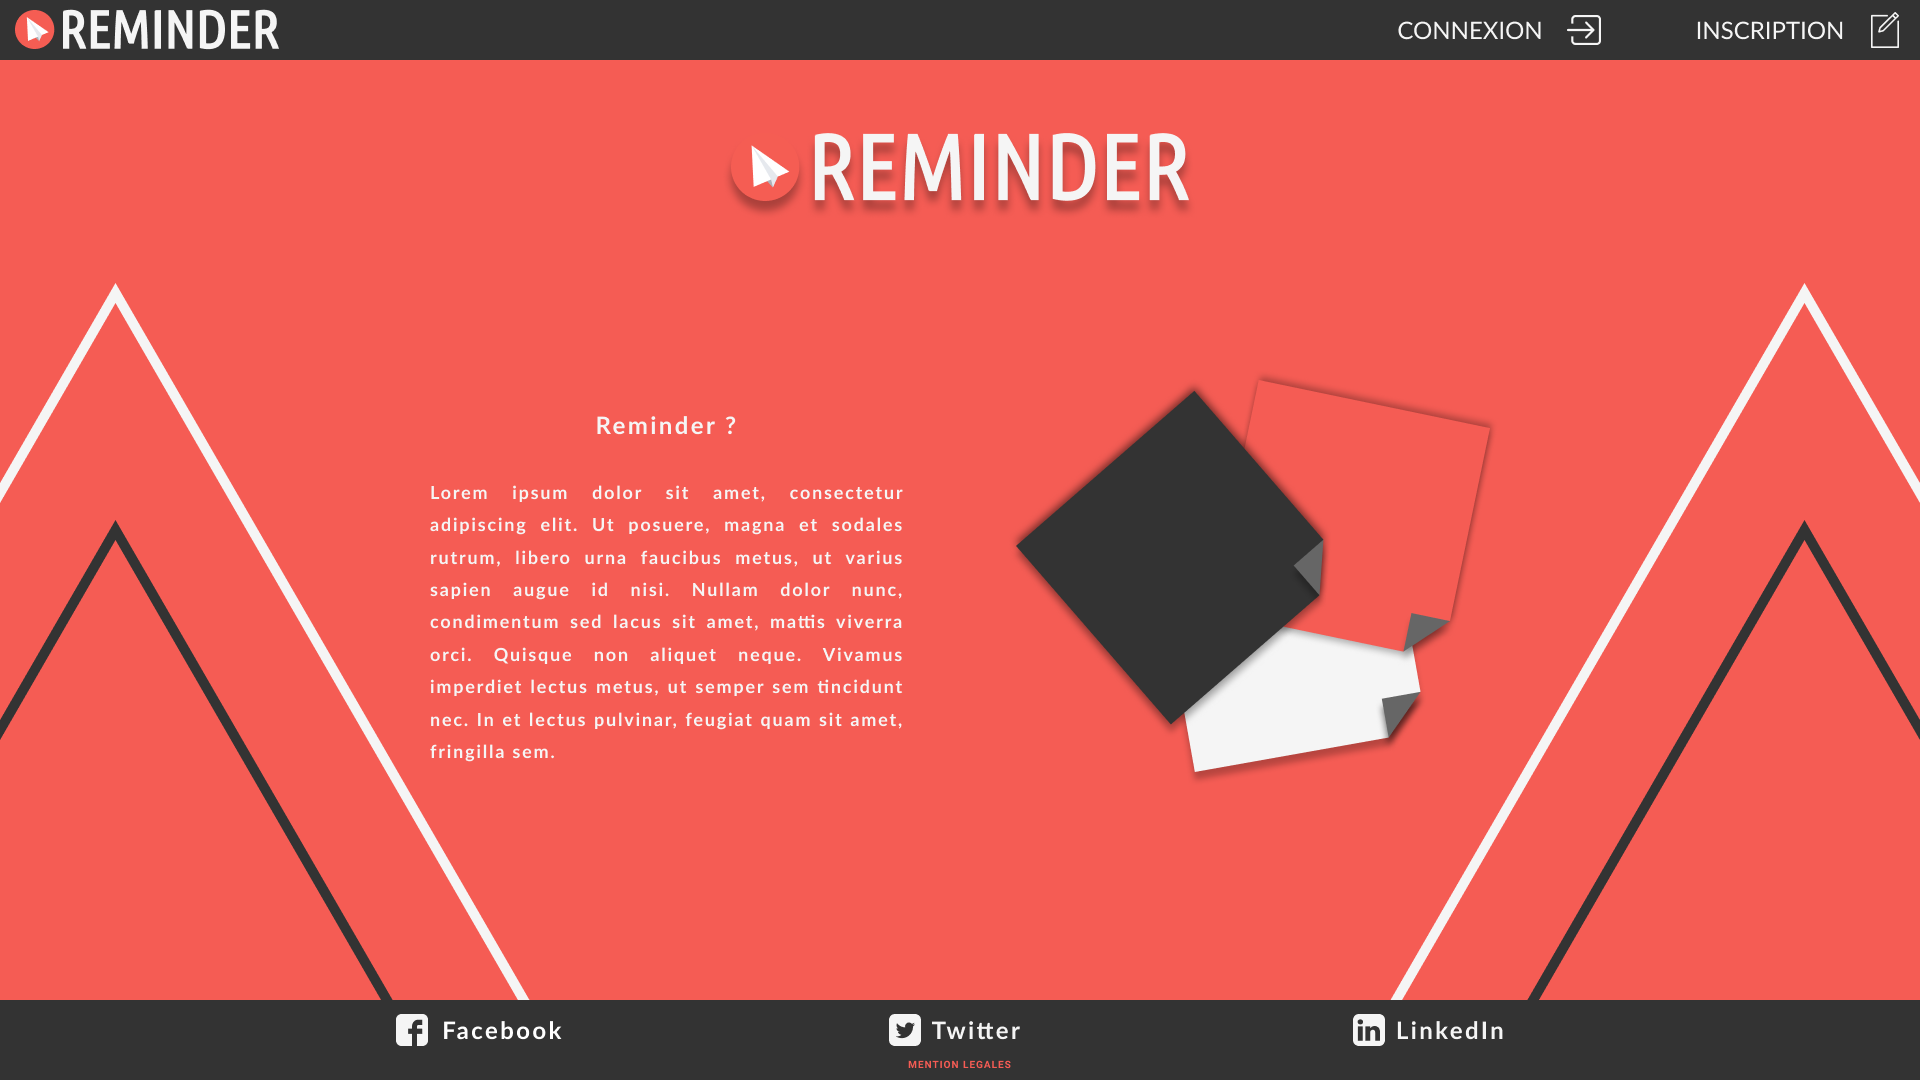 REMINDER
CONNEXION
INSCRIPTION
REMINDER
Reminder ?
Lorem ipsum dolor sit amet, consectetur
adipiscing elit. Ut posuere, magna et sodales
rutrum, libero urna faucibus metus, ut varius
sapien augue id nisi. Nullam dolor nunc,
condimentum sed lacus sit amet, mattis viverra
orci. Quisque non aliquet neque. Vivamus
imperdiet lectus metus, ut semper sem tincidunt
nec. In et lectus pulvinar, feugiat quam sit amet,
fringilla sem.
Facebook
Twitter
LinkedIn
MENTION LEGALES